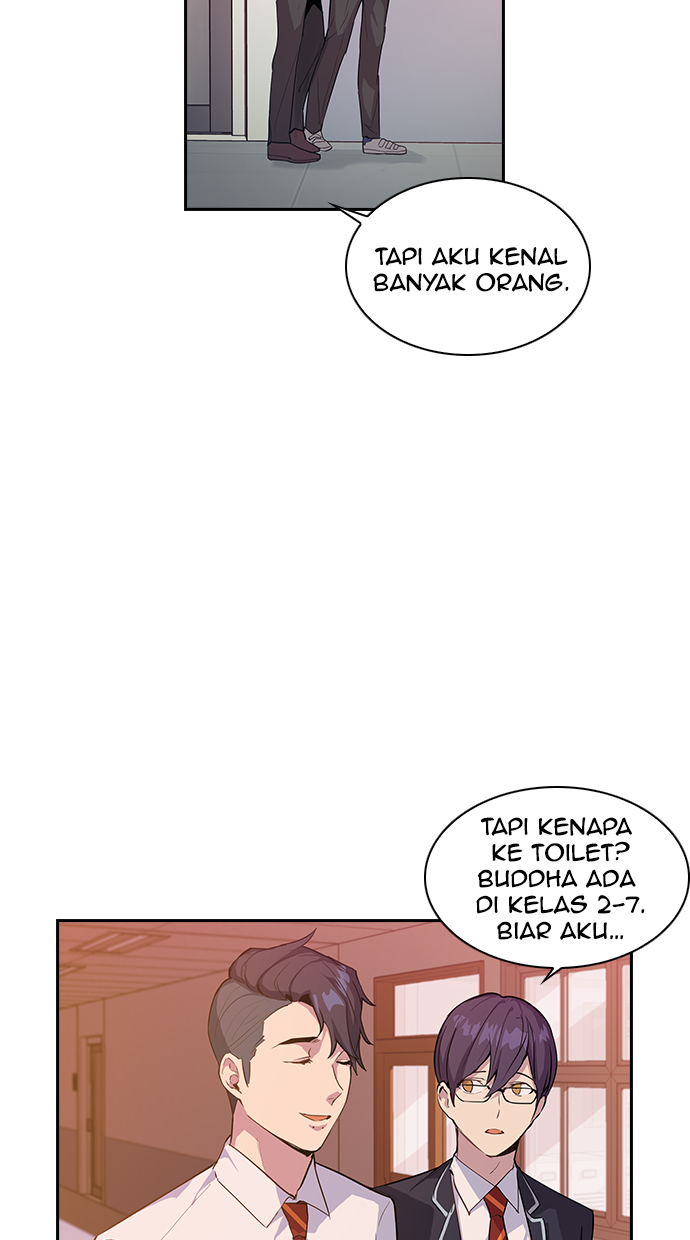 TAPI AKU KENAL
BANYAK ORANG.
TAPI KENAPA
KE TOILET?
BUDDHA ADA
DI KELAS 2-7.
BIAR AKU...